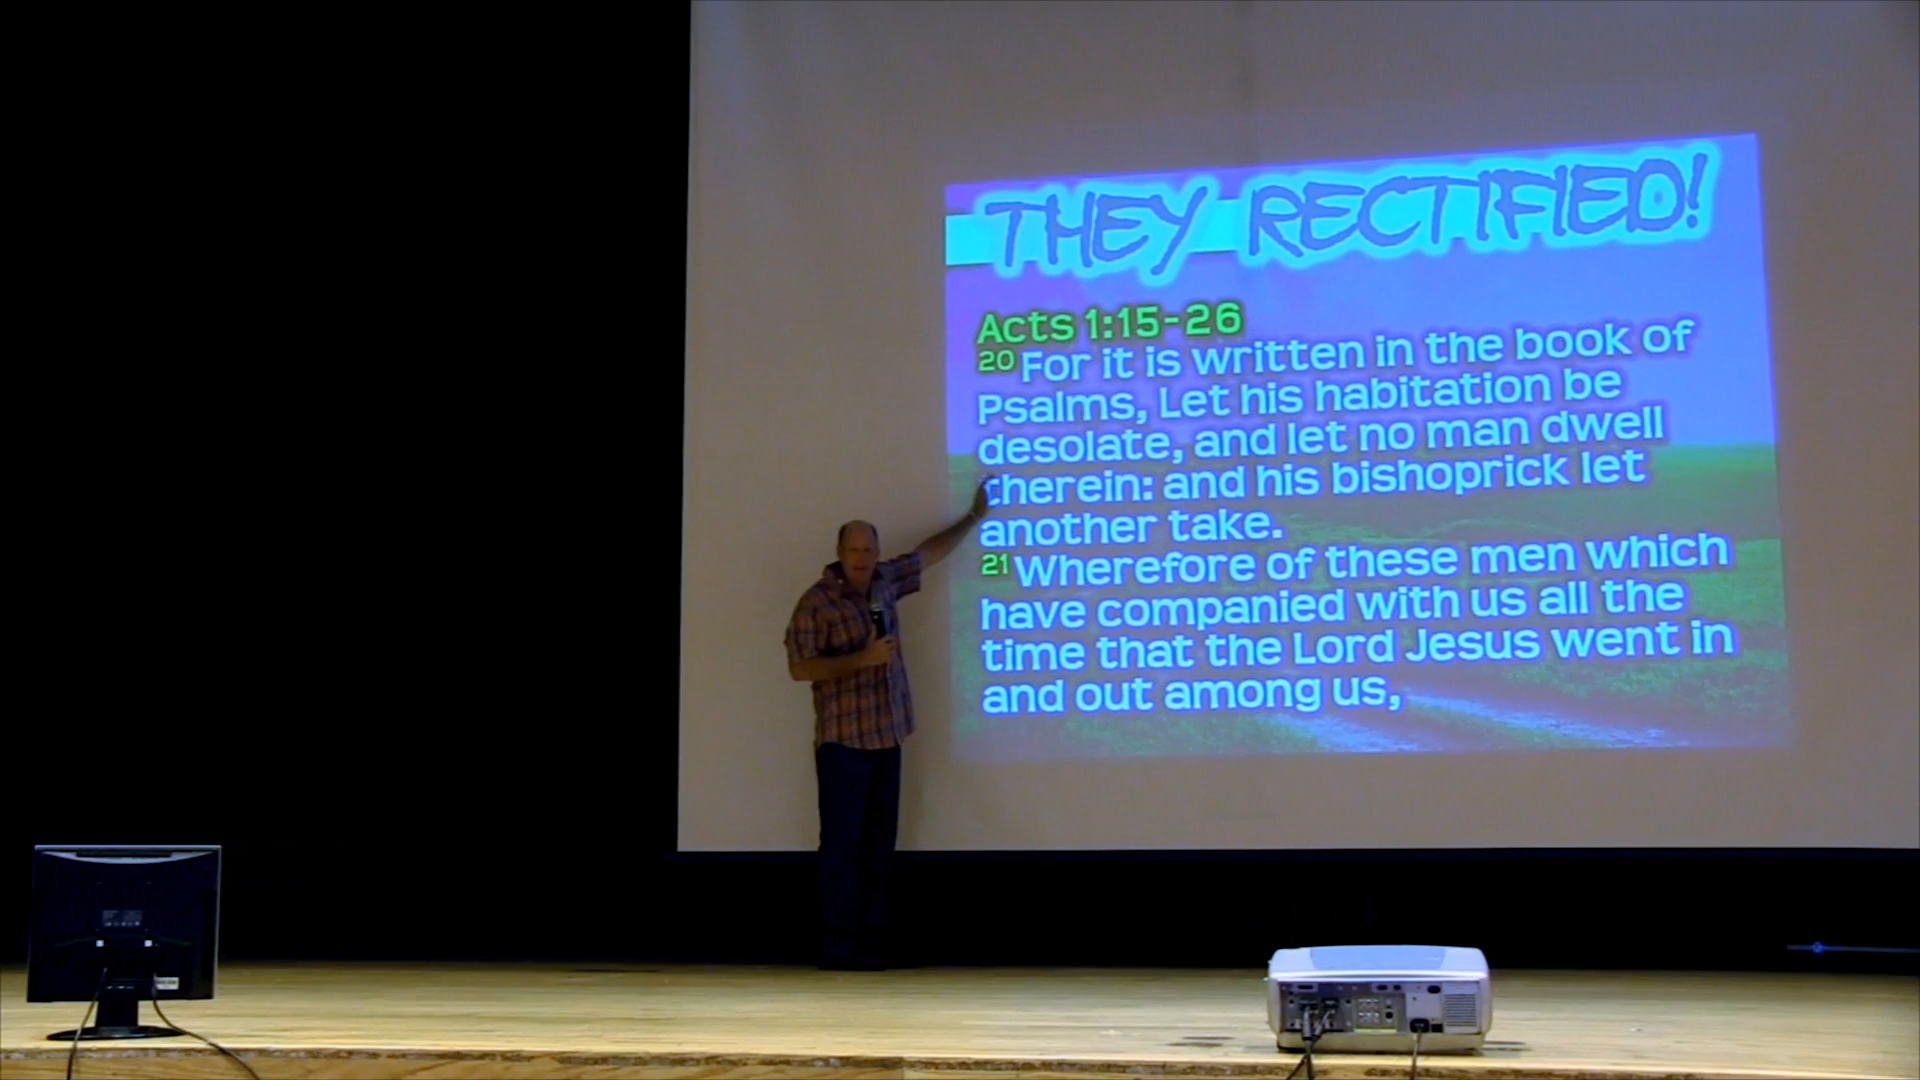 THEY RECTIFIED!
Acts 1:15-26
20 For it is written in the book of
Psalms, Let his habitation be
desolate, and let no man dwell
therein: and his bishoprick let
another take.
21 Wherefore of these men which
have companied with us all the
time that the Lord Jesus went in
and out among us,